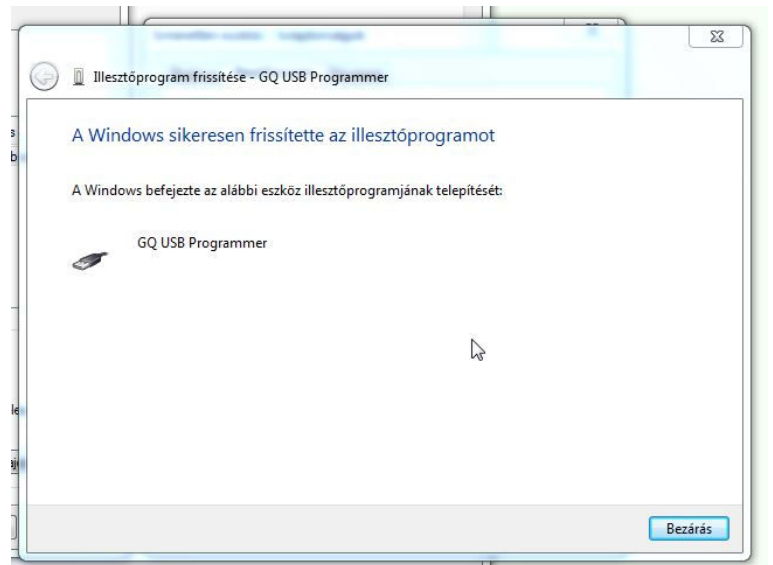 Illesztőprogram frissítése - GQ USB Programmer
A Windows sikeresen frissítette az illesztőprogramot
A Windows befejezte az alábbi eszköz illesztőprogramjának telepítését:
GQ USB Programmer
Bezárás